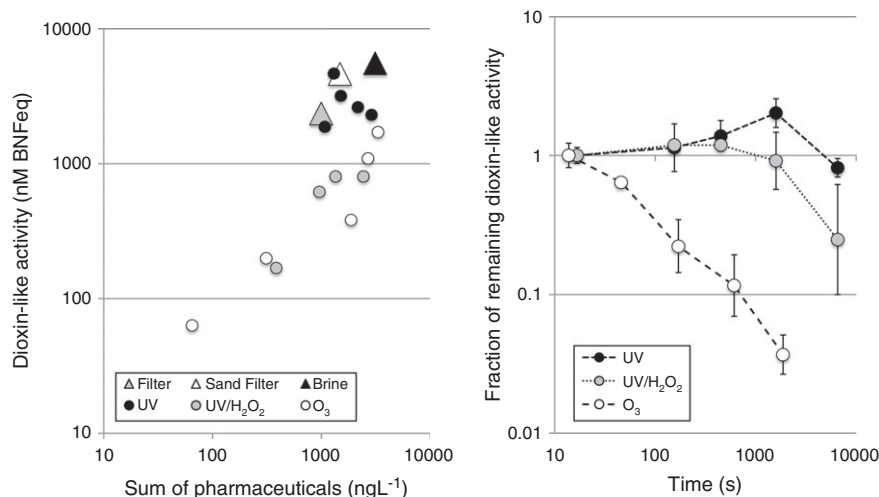 10000
1000
100
10
Dioxin-like activity (nM BNFeq)
Filter Sand Filter Brine
UV UV/H₂O₂ O₃
10 100 1000 10000
Sum of pharmaceuticals (ngL⁻¹)
10
1
0.1
0.01
Fraction of remaining dioxin-like activity
UV
UV/H₂O₂
O₃
10 100 1000 10000
Time (s)